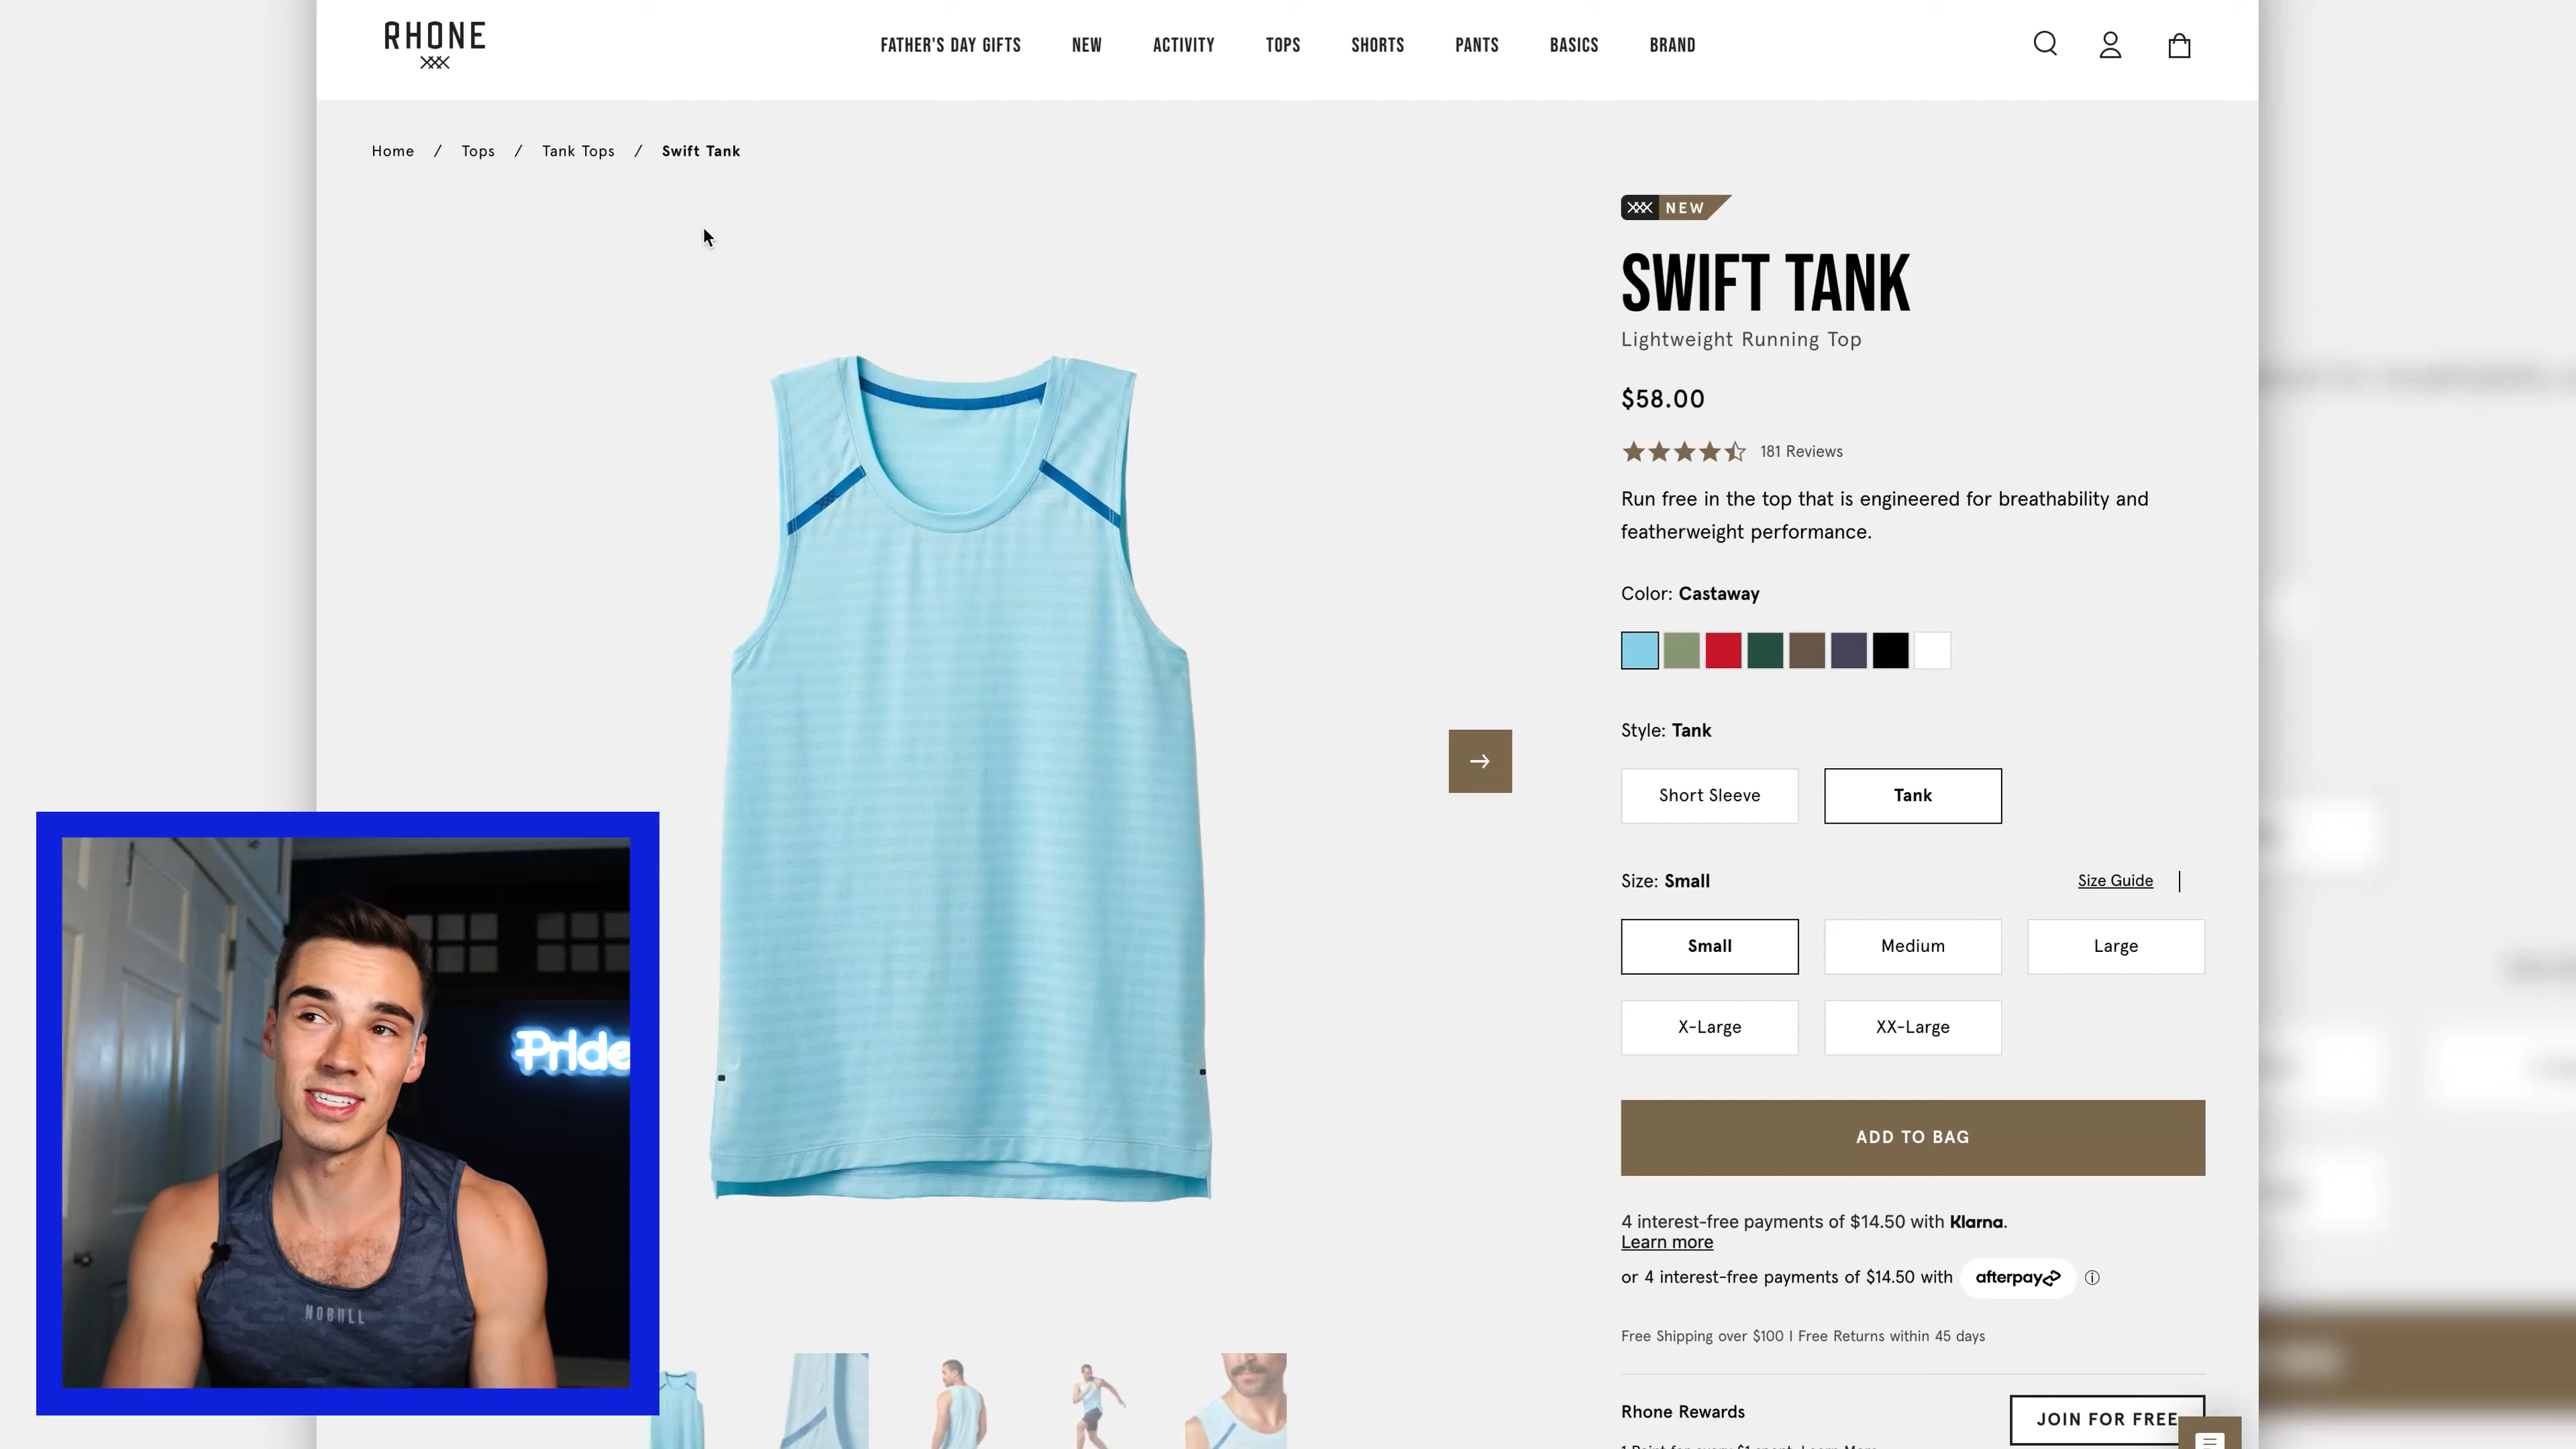 RHONE
FATHER'S DAY GIFTS
NEW
ACTIVITY
TOPS
SHORTS
PANTS
BASICS
BRAND
Home / Tops / Tank Tops / Swift Tank
NEW
SWIFT TANK
Lightweight Running Top
$58.00
181 Reviews
Run free in the top that is engineered for breathability and
featherweight performance.
Color: Castaway
Style: Tank
Short Sleeve
Tank
Size: Small
Size Guide
Small
Medium
Large
X-Large
XX-Large
ADD TO BAG
4 interest-free payments of $14.50 with Klarna.
Learn more
or 4 interest-free payments of $14.50 with afterpay
Free Shipping over $100 | Free Returns within 45 days
Rhone Rewards
JOIN FOR FREE
Pride
NOBULL